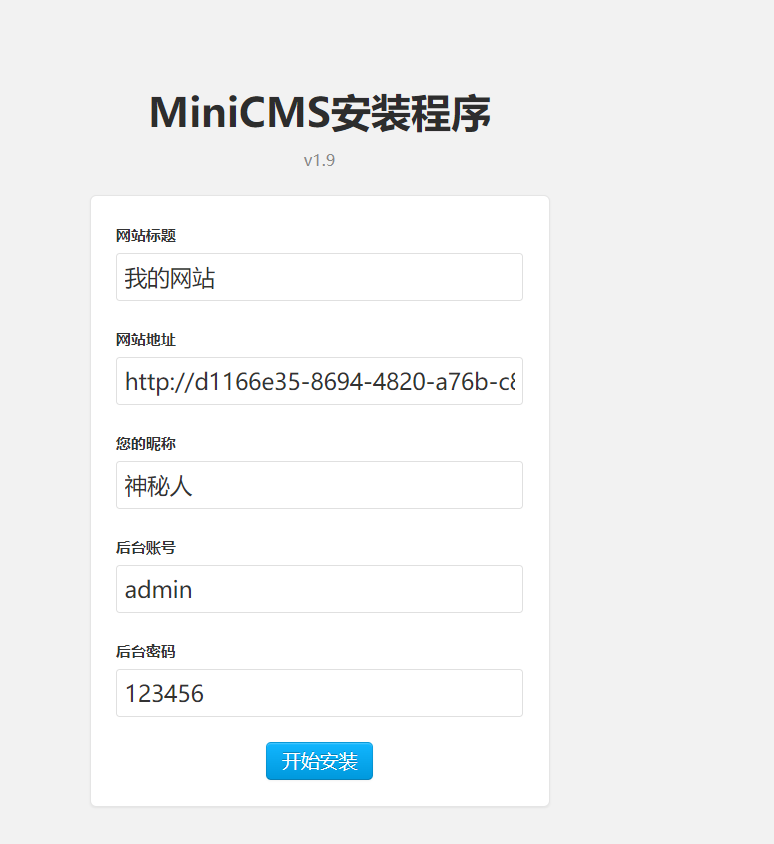 MiniCMS安装程序
v1.9
网站标题
我的网站
网站地址
http://d1166e35-8694-4820-a76b-c8
您的昵称
神秘人
后台账号
admin
后台密码
123456
开始安装